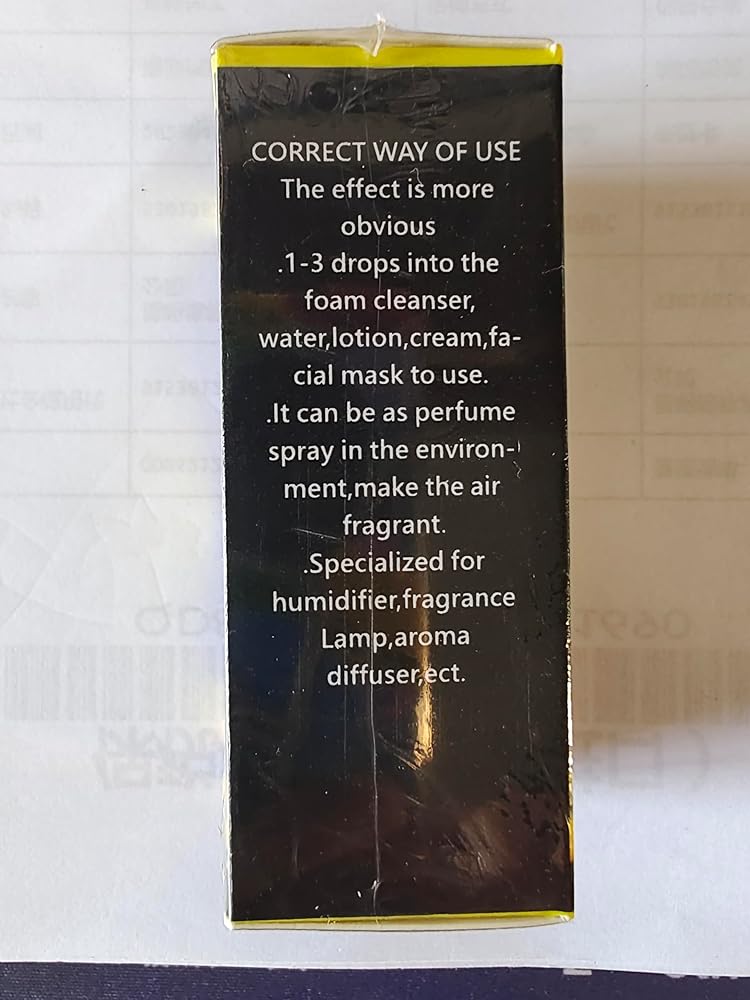 CORRECT WAY OF USE
The effect is more
obvious
.1-3 drops into the
foam cleanser,
water,lotion,cream,fa-
cial mask to use.
.It can be as perfume
spray in the environ-
ment,make the air
fragrant.
.Specialized for
humidifier,fragrance
Lamp,aroma
diffuser,ect.